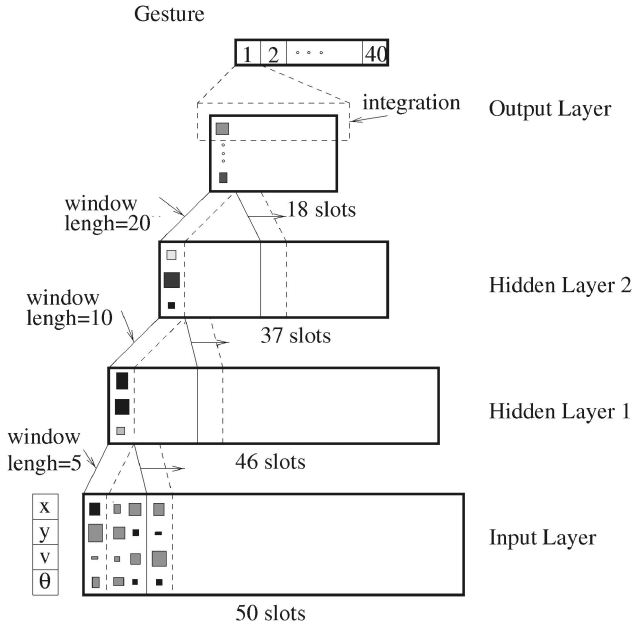 Gesture
1 2 ° ° ° 40
integration
Output Layer
window
lengh=20
18 slots
Hidden Layer 2
window
lengh=10
37 slots
Hidden Layer 1
window
lengh=5
46 slots
x
y
v
θ
Input Layer
50 slots